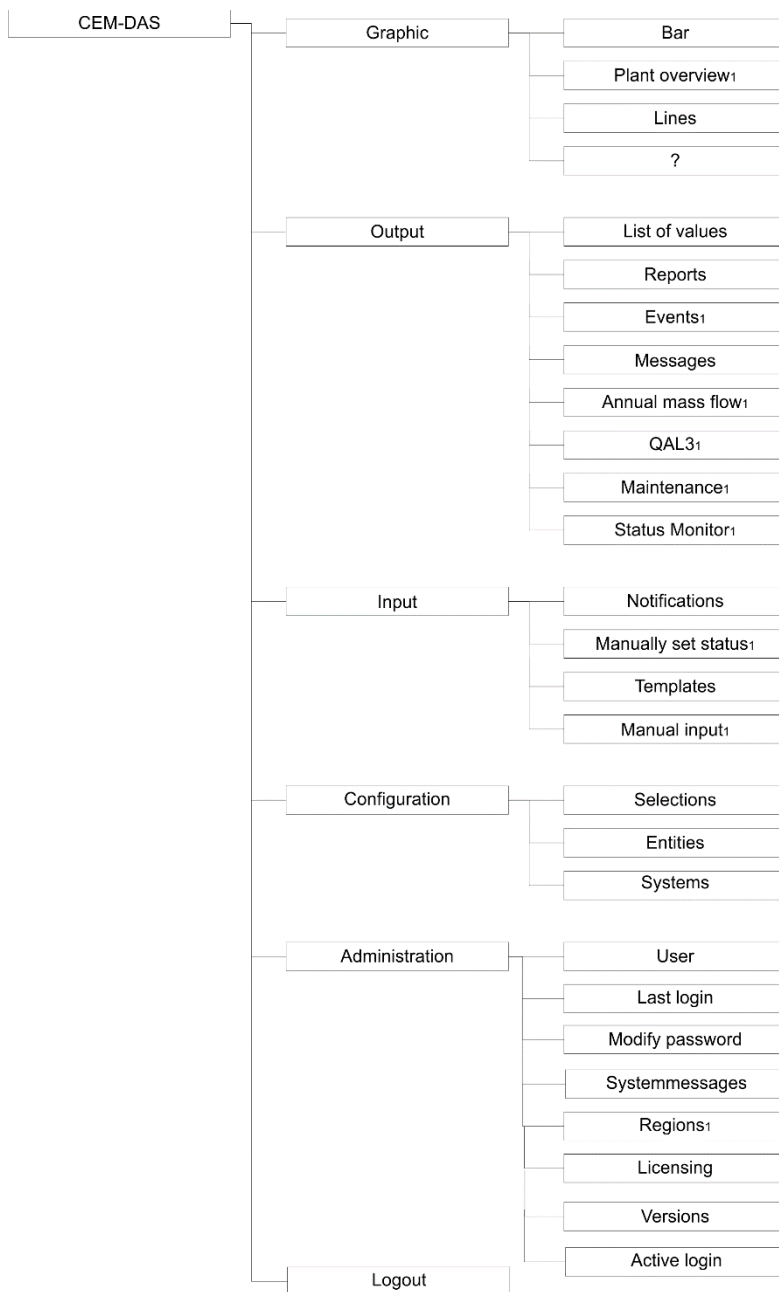 CEM-DAS
Graphic
Bar
Plant overview1
Lines
?
Output
List of values
Reports
Events1
Messages
Annual mass flow1
QAL31
Maintenance1
Status Monitor1
Input
Notifications
Manually set status1
Templates
Manual input1
Configuration
Selections
Entities
Systems
Administration
User
Last login
Modify password
Systemmessages
Regions1
Licensing
Versions
Active login
Logout